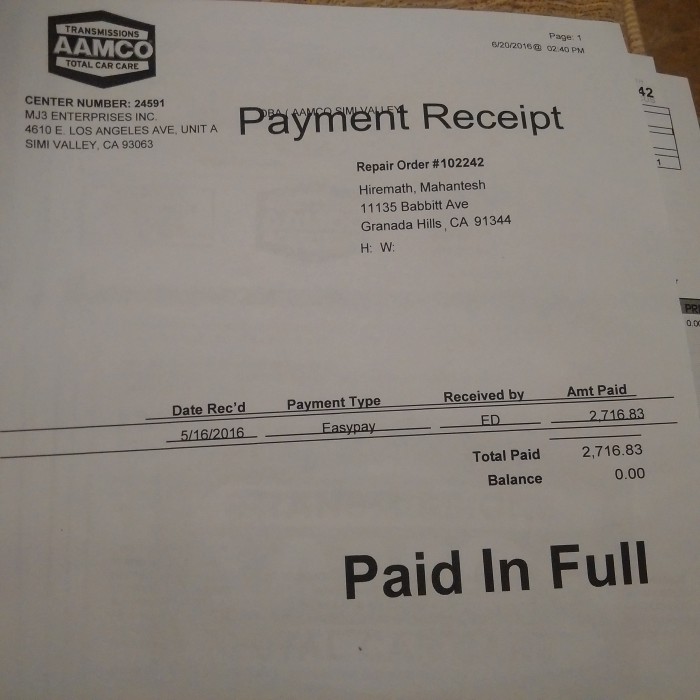 TRANSMISSIONS
AAMCO
TOTAL CAR CARE
Page: 1
6/20/2016@ 02:40 PM
CENTER NUMBER: 24591
MJ3 ENTERPRISES INC.
4610 E. LOS ANGELES AVE, UNIT A
SIMI VALLEY, CA 93063
DBA / AAMCO SIMI VALLEY
Payment Receipt
Repair Order #102242
Hiremath, Mahantesh
11135 Babbitt Ave
Granada Hills, CA 91344
H: W:
Date Rec'd Payment Type Received by Amt Paid
5/16/2016 Easypay ED 2,716.83
Total Paid 2,716.83
Balance 0.00
Paid In Full
42
1
PRI
0.00